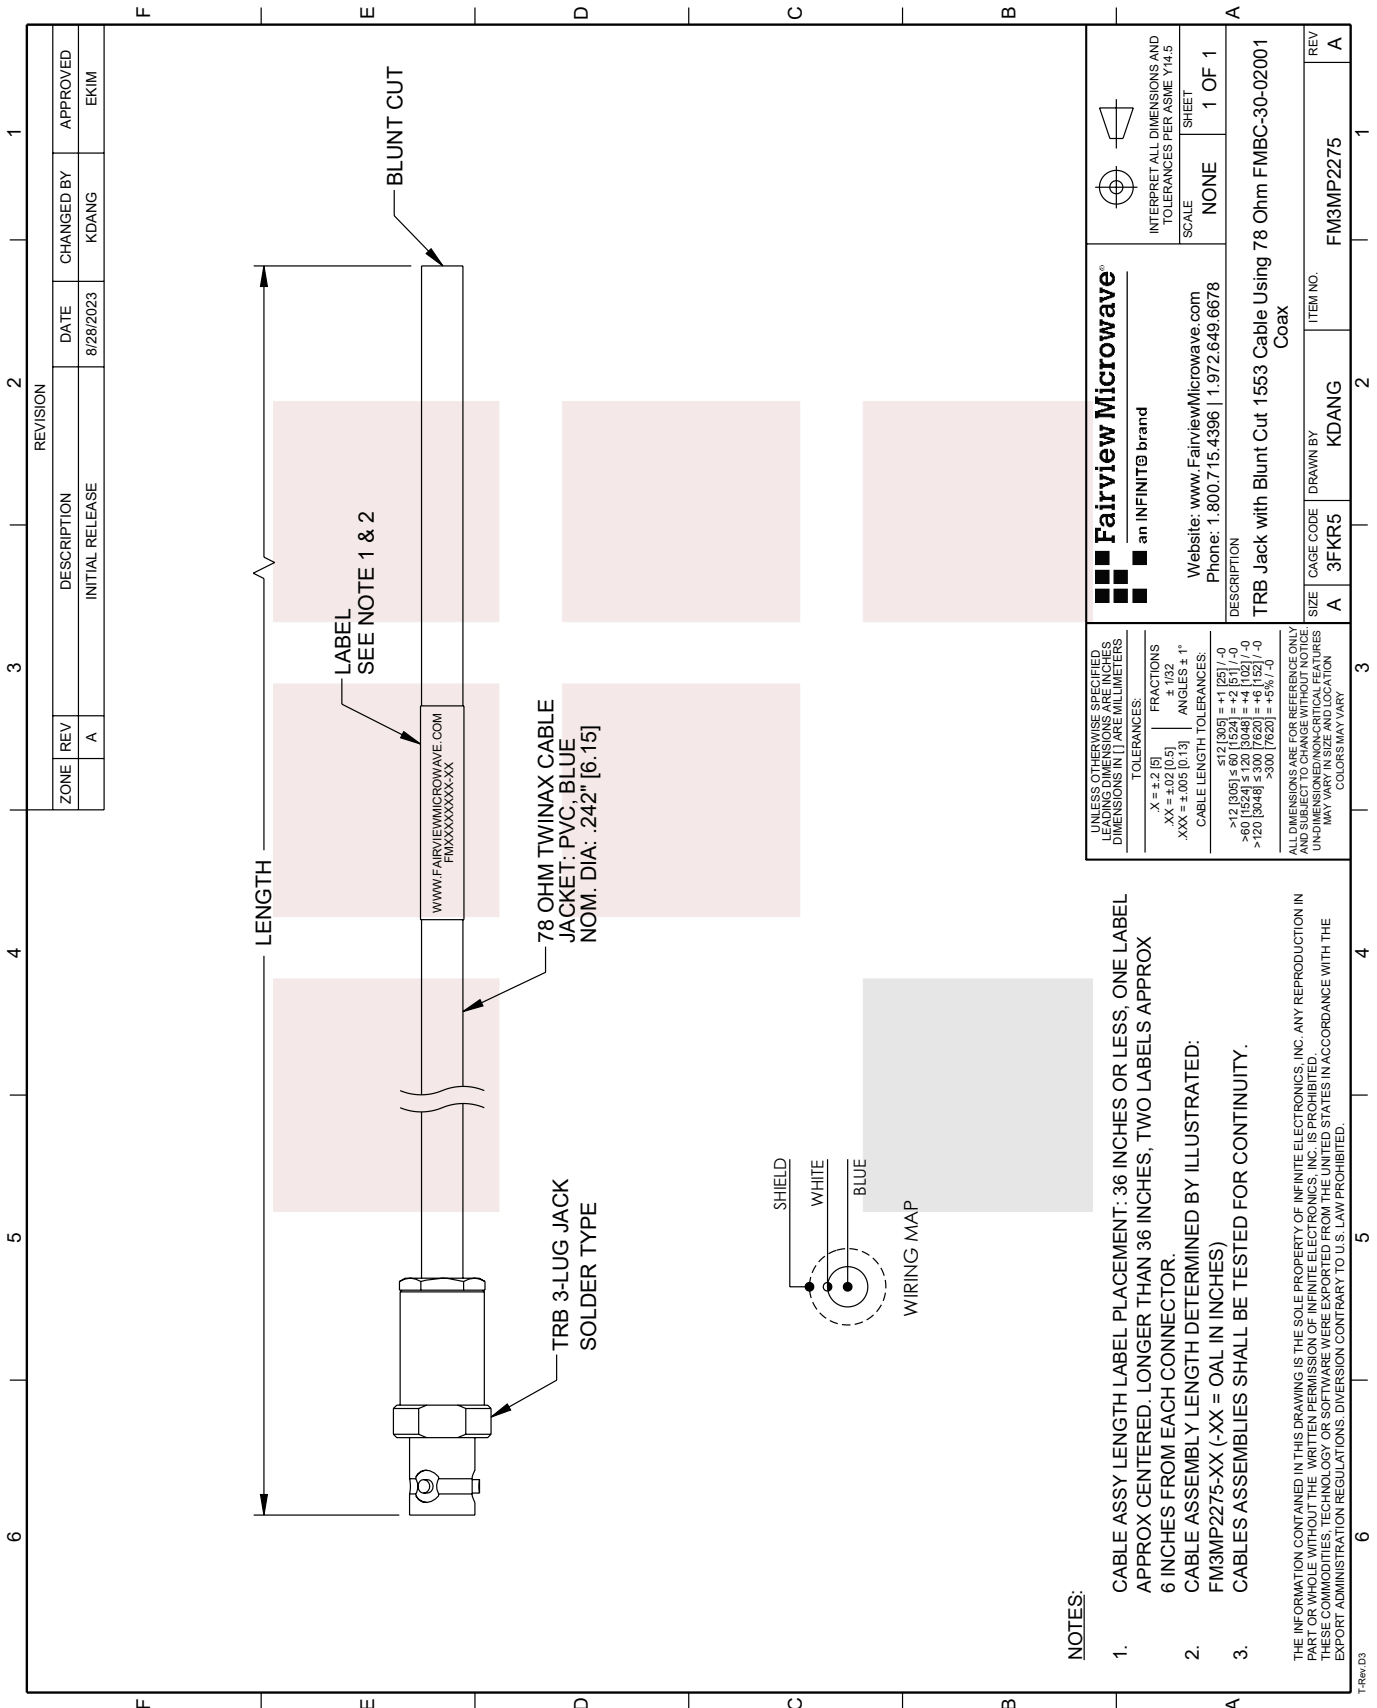 6
5
4
3
2
1
F
E
D
C
B
A
REVISION
ZONE
REV
DESCRIPTION
DATE
CHANGED BY
APPROVED
A
INITIAL RELEASE
8/28/2023
KDANG
EKIM
LENGTH
LABEL
SEE NOTE 1 & 2
BLUNT CUT
WWW.FAIRVIEWMICROWAVE.COM
FMXXXXXXXXX-XX
TRB 3-LUG JACK
SOLDER TYPE
78 OHM TWINAX CABLE
JACKET: PVC, BLUE
NOM. DIA: .242" [6.15]
SHIELD
WHITE
BLUE
WIRING MAP
NOTES:
1. CABLE ASSY LENGTH LABEL PLACEMENT: 36 INCHES OR LESS, ONE LABEL
APPROX CENTERED. LONGER THAN 36 INCHES, TWO LABELS APPROX
6 INCHES FROM EACH CONNECTOR.
2. CABLE ASSEMBLY LENGTH DETERMINED BY ILLUSTRATED:
FM3MP2275-XX (-XX = OAL IN INCHES)
3. CABLES ASSEMBLIES SHALL BE TESTED FOR CONTINUITY.
THE INFORMATION CONTAINED IN THIS DRAWING IS THE SOLE PROPERTY OF INFINITE ELECTRONICS, INC. ANY REPRODUCTION IN
PART OR WHOLE WITHOUT THE WRITTEN PERMISSION OF INFINITE ELECTRONICS, INC. IS PROHIBITED.
THESE COMMODITIES, TECHNOLOGY OR SOFTWARE WERE EXPORTED FROM THE UNITED STATES IN ACCORDANCE WITH THE
EXPORT ADMINISTRATION REGULATIONS. DIVERSION CONTRARY TO U.S. LAW PROHIBITED.
UNLESS OTHERWISE SPECIFIED
LEADING DIMENSIONS ARE INCHES
DIMENSIONS IN [ ] ARE MILLIMETERS
TOLERANCES:
.X = ±.2 [5]
.XX = ±.02 [0.5]
.XXX = ±.005 [0.13]
FRACTIONS
± 1/32
ANGLES ± 1°
CABLE LENGTH TOLERANCES:
≤12 [305] = +1 [25] / -0
>12 [305] ≤ 60 [1524] = +2 [51] / -0
>60 [1524] ≤ 120 [3048] = +4 [102] / -0
>120 [3048] ≤ 300 [7620] = +6 [152] / -0
>300 [7620] = +5% / -0
ALL DIMENSIONS ARE FOR REFERENCE ONLY
AND SUBJECT TO CHANGE WITHOUT NOTICE.
UN-DIMENSIONED/NON-CRITICAL FEATURES
MAY VARY IN SIZE AND LOCATION
COLORS MAY VARY
Fairview Microwave®
an INFINIT@ brand
Website: www.FairviewMicrowave.com
Phone: 1.800.715.4396 | 1.972.649.6678
INTERPRET ALL DIMENSIONS AND
TOLERANCES PER ASME Y14.5
SCALE
NONE
SHEET
1 OF 1
DESCRIPTION
TRB Jack with Blunt Cut 1553 Cable Using 78 Ohm FMBC-30-02001
Coax
SIZE
A
CAGE CODE
3FKR5
DRAWN BY
KDANG
ITEM NO.
FM3MP2275
REV
A
F
E
D
C
B
A
6
5
4
3
2
1
T-Rev.D3